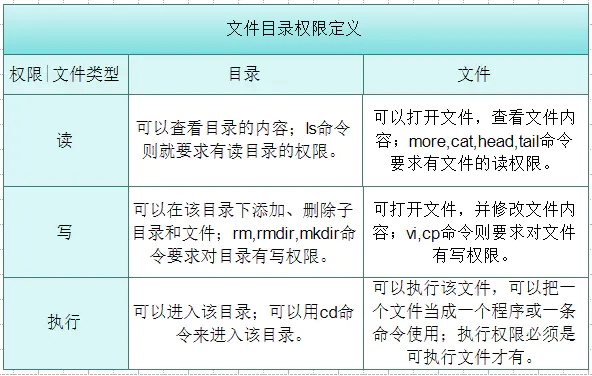 文件目录权限定义
权限|文件类型
目录
文件
读
可以查看目录的内容；ls命令
则就要求有读目录的权限。
可以打开文件，查看文件内
容；more,cat,head,tail命令
要求有文件的读权限。
写
可以在该目录下添加、删除子
目录和文件；rm,rmdir,mkdir命
令要求对目录有写权限。
可打开文件，并修改文件内
容；vi,cp命令则要求对文件
有写权限。
执行
可以进入该目录；可以用cd命
令来进入该目录。
可以执行该文件，可以把一
个文件当成一个程序或一条
命令使用；执行权限必须是
可执行文件才有。